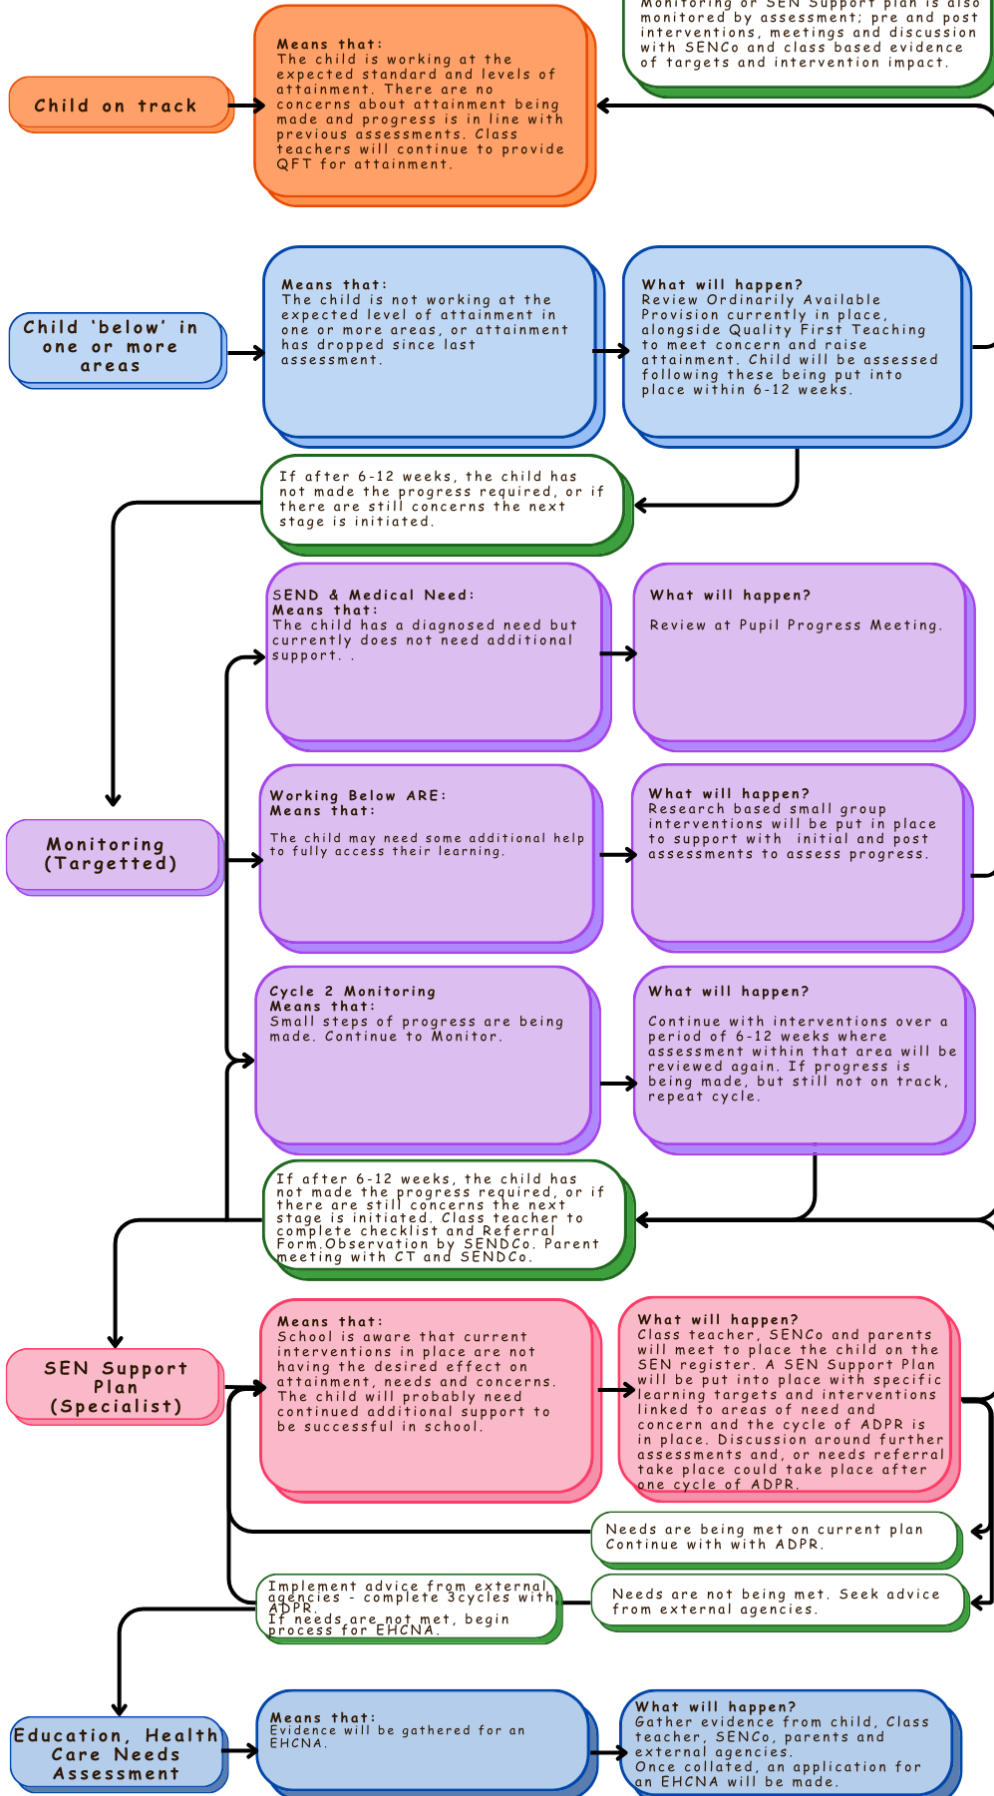 Monitoring or SEN Support plan is also
monitored by assessment; pre and post
interventions, meetings and discussion
with SENCo and class based evidence
of targets and intervention impact.
Child on track
Means that:
The child is working at the
expected standard and levels of
attainment. There are no
concerns about attainment being
made and progress is in line with
previous assessments. Class
teachers will continue to provide
QFT for attainment.
Child ‘below’ in
one or more
areas
Means that:
The child is not working at the
expected level of attainment in
one or more areas, or attainment
has dropped since last
assessment.
What will happen?
Review Ordinarily Available
Provision currently in place,
alongside Quality First Teaching
to meet concern and raise
attainment. Child will be assessed
following these being put into
place within 6-12 weeks.
If after 6-12 weeks, the child has
not made the progress required, or if
there are still concerns the next
stage is initiated.
Monitoring
(Targetted)
SEND & Medical Need:
Means that:
The child has a diagnosed need but
currently does not need additional
support. .
What will happen?
Review at Pupil Progress Meeting.
Working Below ARE:
Means that:
The child may need some additional help
to fully access their learning.
What will happen?
Research based small group
interventions will be put in place
to support with initial and post
assessments to assess progress.
Cycle 2 Monitoring
Means that:
Small steps of progress are being
made. Continue to Monitor.
What will happen?
Continue with interventions over a
period of 6-12 weeks where
assessment within that area will be
reviewed again. If progress is
being made, but still not on track,
repeat cycle.
If after 6-12 weeks, the child has
not made the progress required, or if
there are still concerns the next
stage is initiated. Class teacher to
complete checklist and Referral
Form.Observation by SENDCo. Parent
meeting with CT and SENDCo.
SEN Support
Plan
(Specialist)
Means that:
School is aware that current
interventions in place are not
having the desired effect on
attainment, needs and concerns.
The child will probably need
continued additional support to
be successful in school.
What will happen?
Class teacher, SENCo and parents
will meet to place the child on the
SEN register. A SEN Support Plan
will be put into place with specific
learning targets and interventions
linked to areas of need and
concern and the cycle of ADPR is
in place. Discussion around further
assessments and, or needs referral
take place could take place after
one cycle of ADPR.
Needs are being met on current plan
Continue with with ADPR.
Needs are not being met. Seek advice
from external agencies.
Implement advice from external
agencies - complete 3cycles with
ADPR.
If needs are not met, begin
process for EHCNA.
Education, Health
Care Needs
Assessment
Means that:
Evidence will be gathered for an
EHCNA.
What will happen?
Gather evidence from child, Class
teacher, SENCo, parents and
external agencies.
Once collated, an application for
an EHCNA will be made.